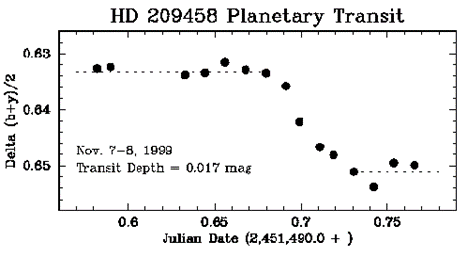 HD 209458 Planetary Transit
Delta (b+y)/2
0.63
0.64
0.65
Nov. 7-8, 1999
Transit Depth = 0.017 mag
0.6
0.65
0.7
0.75
Julian Date (2,451,490.0 + )